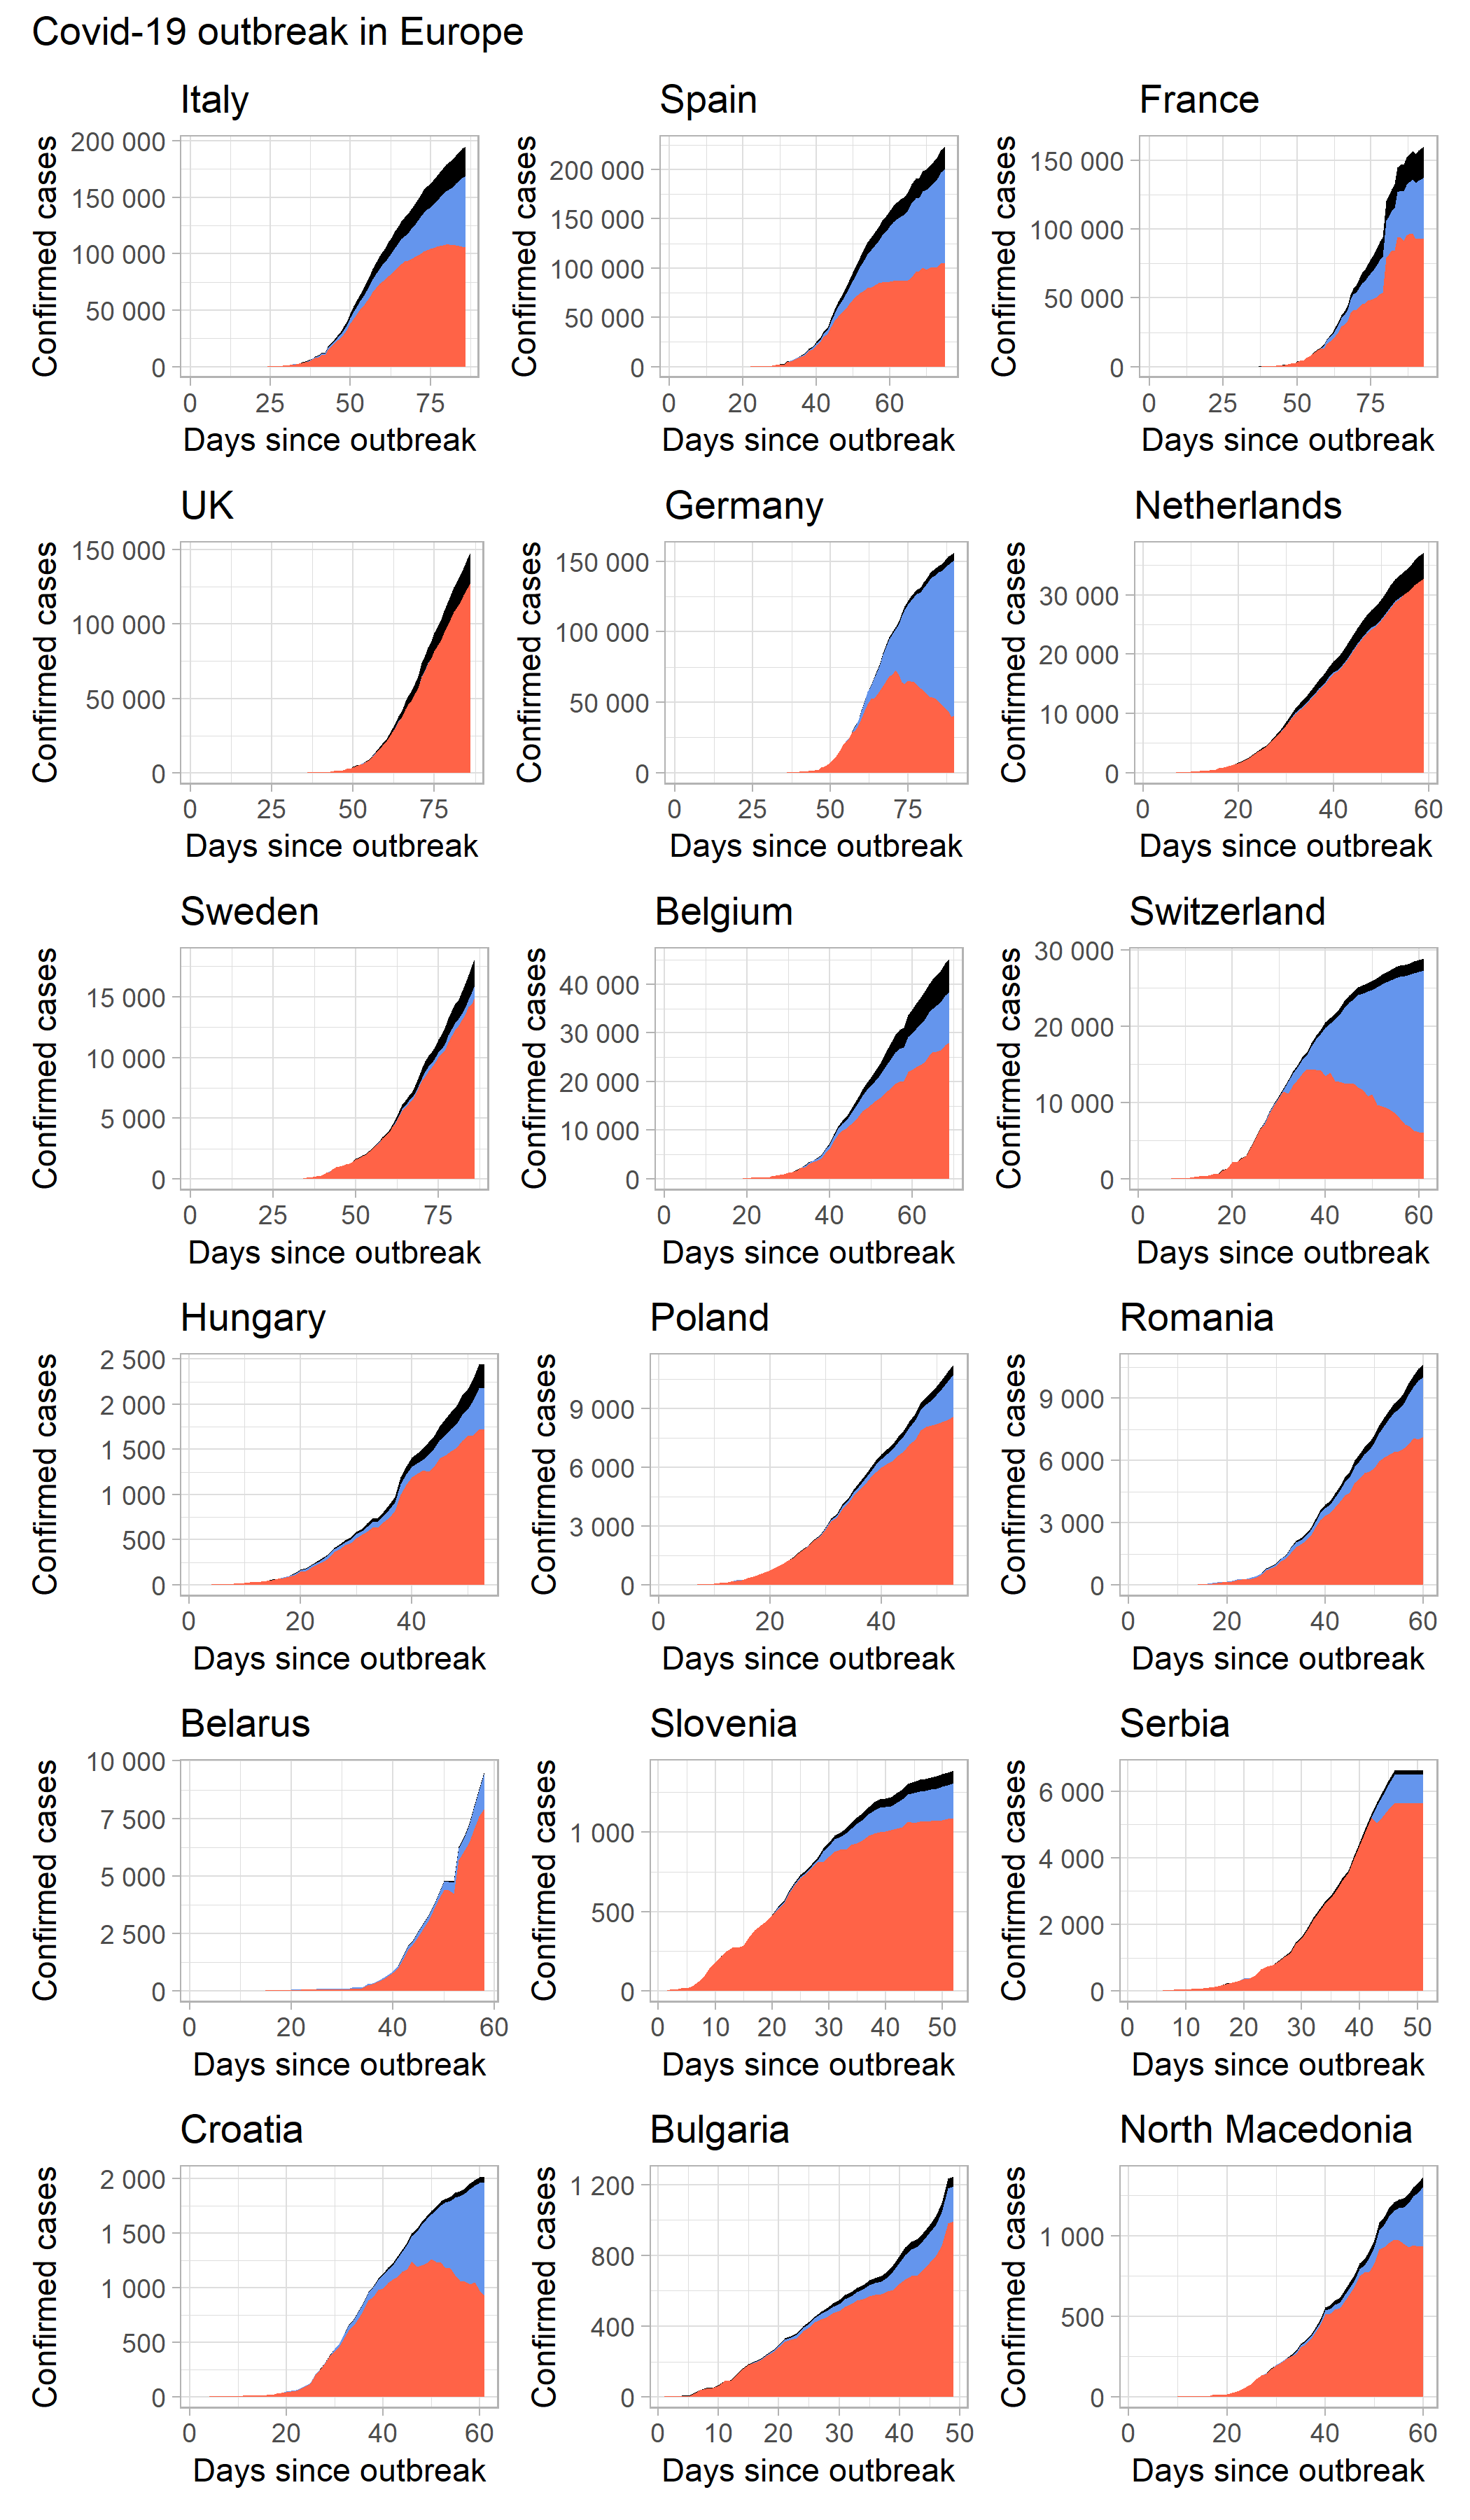 Covid-19 outbreak in Europe
Italy
Confirmed cases
200 000
150 000
100 000
50 000
0
0 25 50 75
Days since outbreak
Spain
Confirmed cases
200 000
150 000
100 000
50 000
0
0 20 40 60
Days since outbreak
France
Confirmed cases
150 000
100 000
50 000
0
0 25 50 75
Days since outbreak
UK
Confirmed cases
150 000
100 000
50 000
0
0 25 50 75
Days since outbreak
Germany
Confirmed cases
150 000
100 000
50 000
0
0 25 50 75
Days since outbreak
Netherlands
Confirmed cases
30 000
20 000
10 000
0
0 20 40 60
Days since outbreak
Sweden
Confirmed cases
15 000
10 000
5 000
0
0 25 50 75
Days since outbreak
Belgium
Confirmed cases
40 000
30 000
20 000
10 000
0
0 20 40 60
Days since outbreak
Switzerland
Confirmed cases
30 000
20 000
10 000
0
0 20 40 60
Days since outbreak
Hungary
Confirmed cases
2 500
2 000
1 500
1 000
500
0
0 20 40
Days since outbreak
Poland
Confirmed cases
9 000
6 000
3 000
0
0 20 40
Days since outbreak
Romania
Confirmed cases
9 000
6 000
3 000
0
0 20 40 60
Days since outbreak
Belarus
Confirmed cases
10 000
7 500
5 000
2 500
0
0 20 40 60
Days since outbreak
Slovenia
Confirmed cases
1 000
500
0
0 10 20 30 40 50
Days since outbreak
Serbia
Confirmed cases
6 000
4 000
2 000
0
0 10 20 30 40 50
Days since outbreak
Croatia
Confirmed cases
2 000
1 500
1 000
500
0
0 20 40 60
Days since outbreak
Bulgaria
Confirmed cases
1 200
800
400
0
0 10 20 30 40 50
Days since outbreak
North Macedonia
Confirmed cases
1 000
500
0
0 20 40 60
Days since outbreak